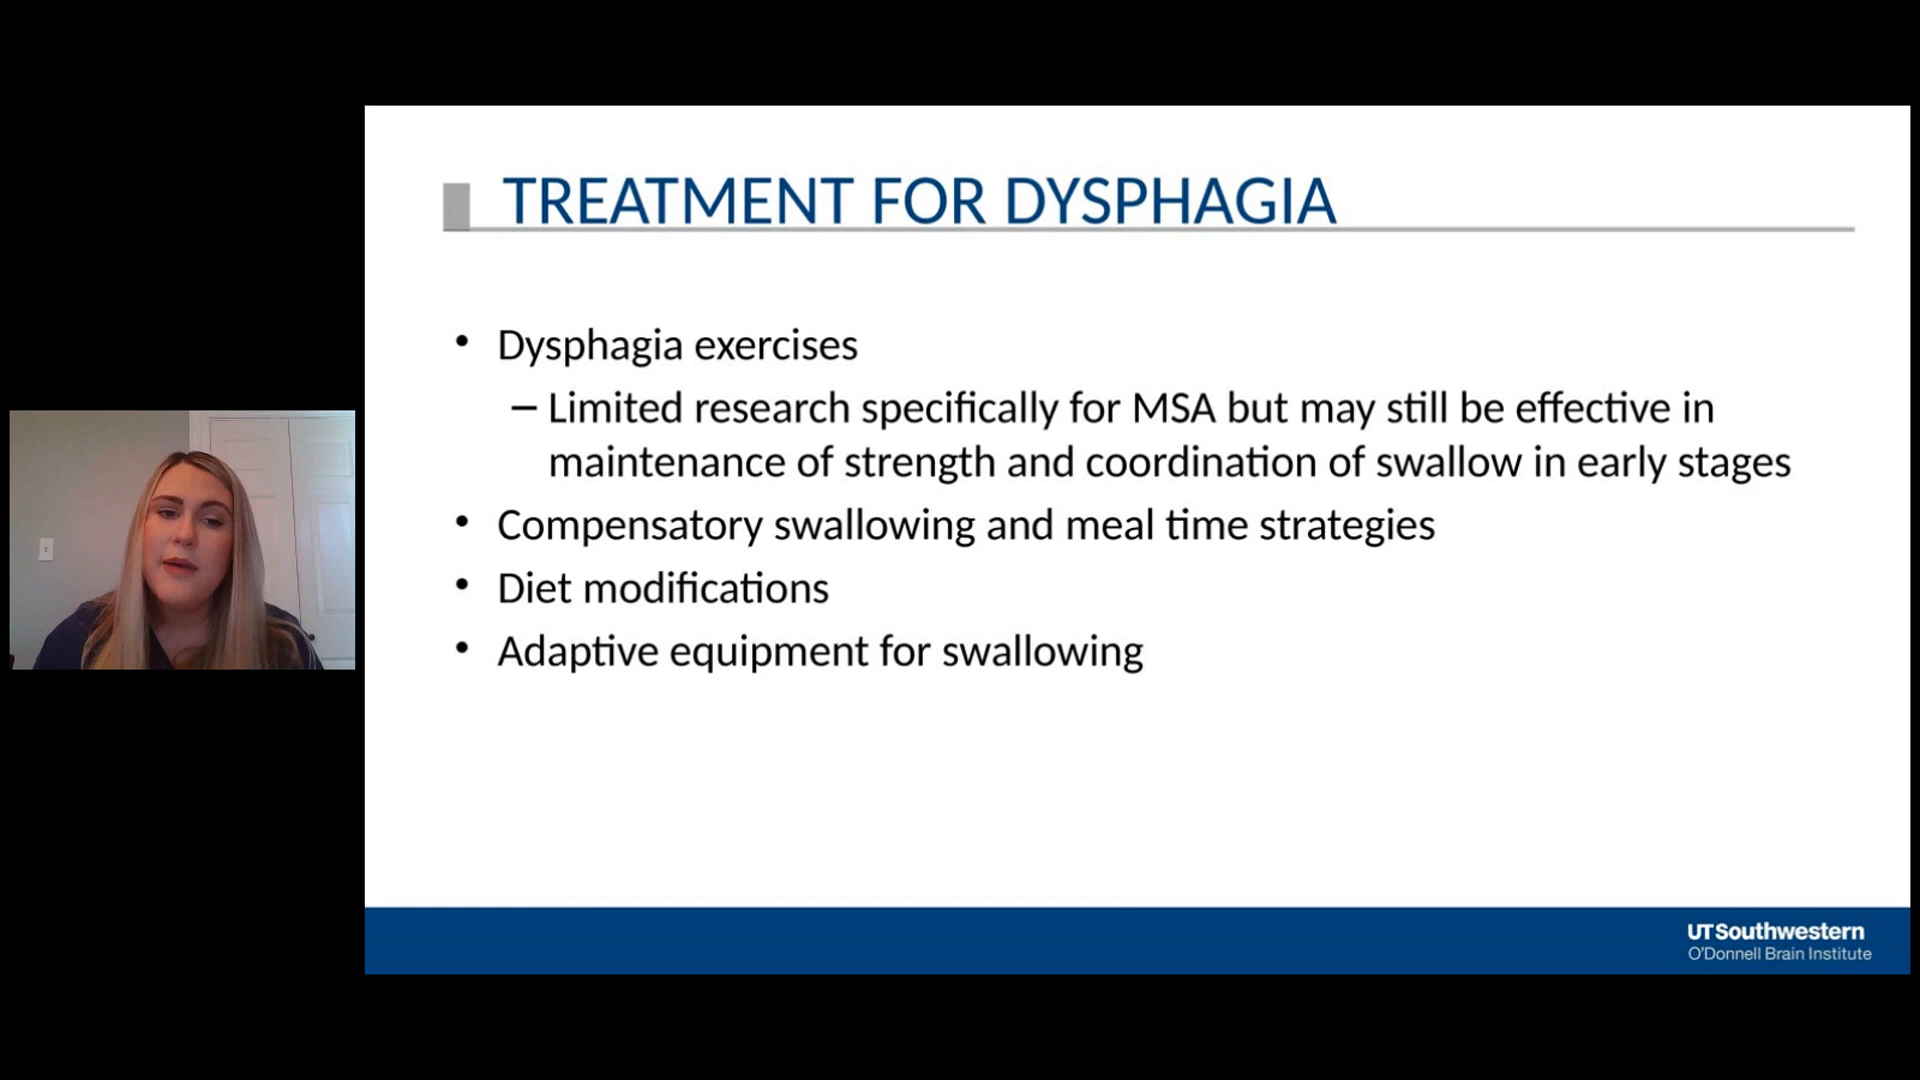 TREATMENT FOR DYSPHAGIA
• Dysphagia exercises
– Limited research specifically for MSA but may still be effective in
maintenance of strength and coordination of swallow in early stages
• Compensatory swallowing and meal time strategies
• Diet modifications
• Adaptive equipment for swallowing
UTSouthwestern
O'Donnell Brain Institute